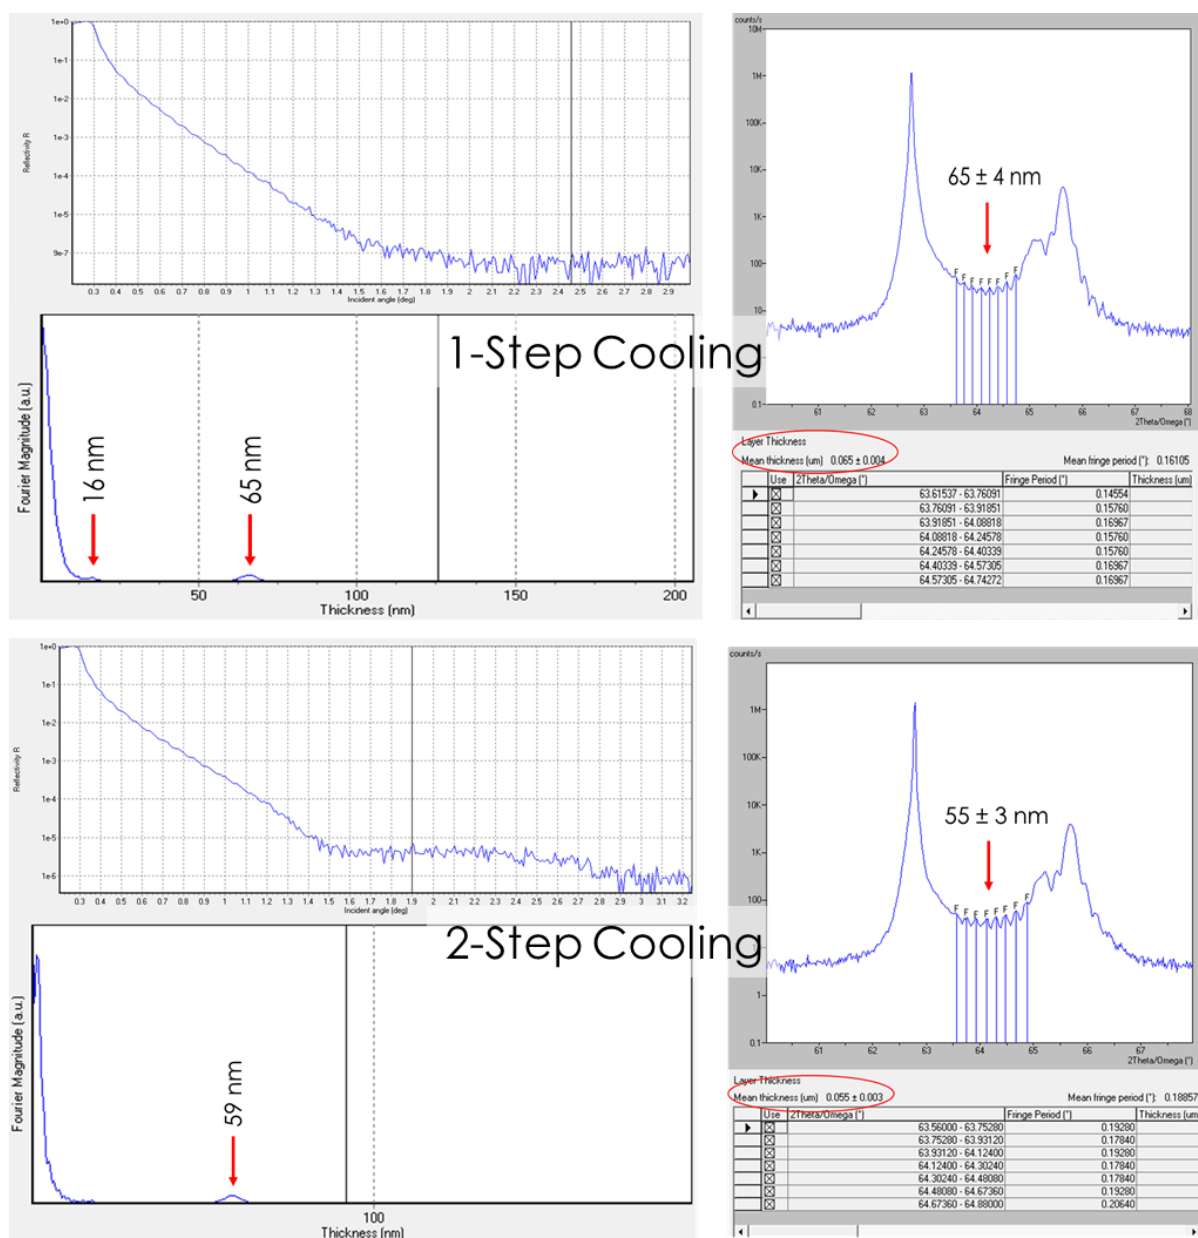 1e+0
1e-1
1e-2
1e-3
1e-4
1e-5
9e-7
Reflectivity R
0.3 0.4 0.5 0.6 0.7 0.8 0.9 1 1.1 1.2 1.3 1.4 1.5 1.6 1.7 1.8 1.9 2 2.1 2.2 2.3 2.4 2.5 2.6 2.7 2.8 2.9
Incident angle (deg)
counts/s
10M
1M
100K
10K
1K
100
10
1
0.1
65 ± 4 nm
F F F F F F F F
61 62 63 64 65 66 67 68
2Theta/Omega (°)
1-Step Cooling
Fourier Magnitude (a.u.)
16 nm
65 nm
50 100 150 200
Thickness (nm)
Layer Thickness
Mean thickness (um) 0.065 ± 0.004 Mean fringe period (°): 0.16105
Use 2Theta/Omega (°) Fringe Period (°) Thickness (um)
63.61537 - 63.76091 0.14554
63.76091 - 63.91851 0.15760
63.91851 - 64.08818 0.16967
64.08818 - 64.24578 0.15760
64.24578 - 64.40339 0.15760
64.40339 - 64.57305 0.16967
64.57305 - 64.74272 0.16967
1e+0
1e-1
1e-2
1e-3
1e-4
1e-5
1e-6
Reflectivity R
0.3 0.4 0.5 0.6 0.7 0.8 0.9 1 1.1 1.2 1.3 1.4 1.5 1.6 1.7 1.8 1.9 2 2.1 2.2 2.3 2.4 2.5 2.6 2.7 2.8 2.9 3 3.1 3.2
Incident angle (deg)
counts/s
1M
100K
10K
1K
100
10
1
0.1
55 ± 3 nm
F F F F F F F F
61 62 63 64 65 66 67
2Theta/Omega (°)
2-Step Cooling
Fourier Magnitude (a.u.)
59 nm
100
Thickness (nm)
Layer Thickness
Mean thickness (um) 0.055 ± 0.003 Mean fringe period (°): 0.18857
Use 2Theta/Omega (°) Fringe Period (°) Thickness (um
63.56000 - 63.75280 0.19280
63.75280 - 63.93120 0.17840
63.93120 - 64.12400 0.19280
64.12400 - 64.30240 0.17840
64.30240 - 64.48080 0.17840
64.48080 - 64.67360 0.19280
64.67360 - 64.88000 0.20640